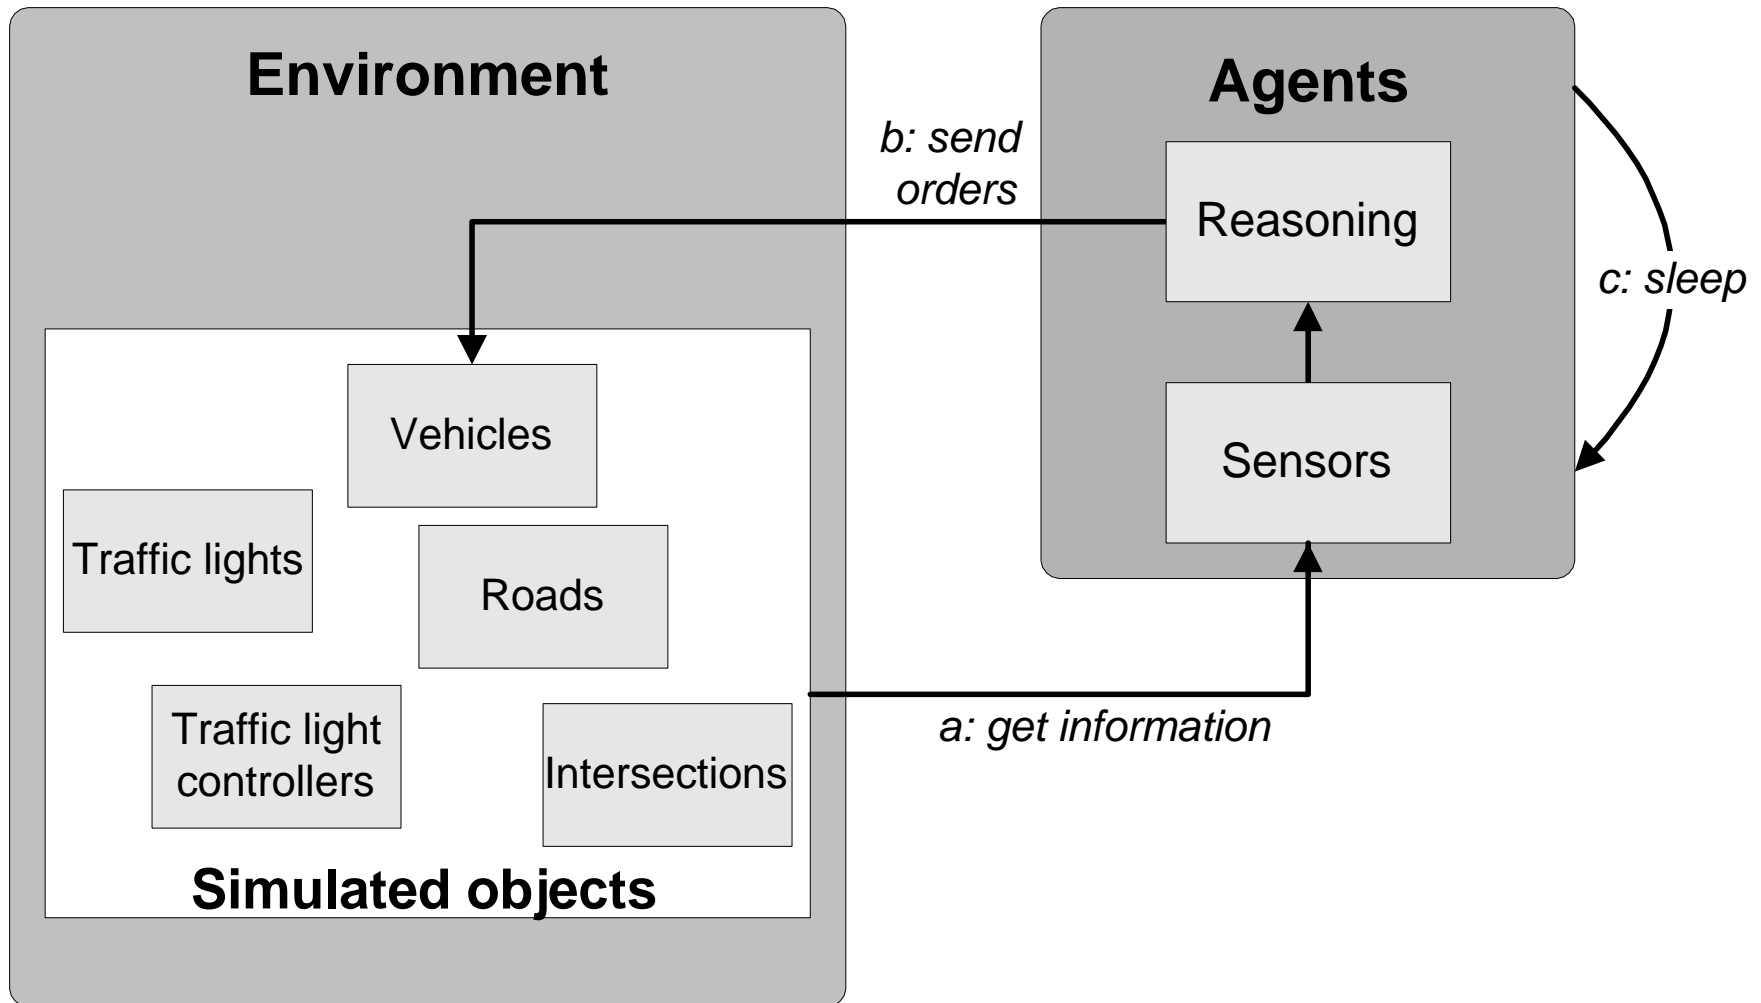 Environment
Agents
b: send
orders
Reasoning
c: sleep
Vehicles
Sensors
Traffic lights
Roads
Traffic light
controllers
a: get information
Intersections
Simulated objects